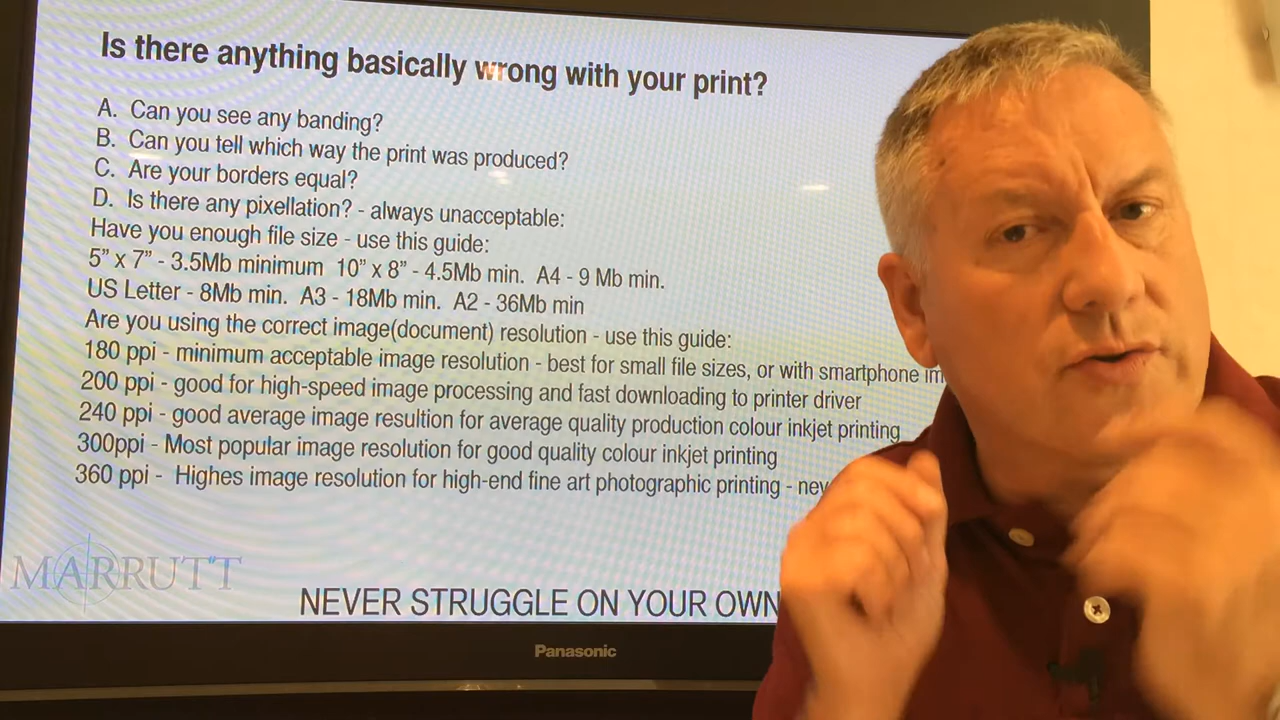 Is there anything basically wrong with your print?
A. Can you see any banding?
B. Can you tell which way the print was produced?
C. Are your borders equal?
D. Is there any pixellation? - always unacceptable:
Have you enough file size - use this guide:
5" x 7" - 3.5Mb minimum 10" x 8" - 4.5Mb min. A4 - 9 Mb min.
US Letter - 8Mb min. A3 - 18Mb min. A2 - 36Mb min
Are you using the correct image(document) resolution - use this guide:
180 ppi - minimum acceptable image resolution - best for small file sizes, or with smartphone im
200 ppi - good for high-speed image processing and fast downloading to printer driver
240 ppi - good average image resultion for average quality production colour inkjet printing
300ppi - Most popular image resolution for good quality colour inkjet printing
360 ppi - Highes image resolution for high-end fine art photographic printing - nev
MARRUTT
NEVER STRUGGLE ON YOUR OWN
Panasonic